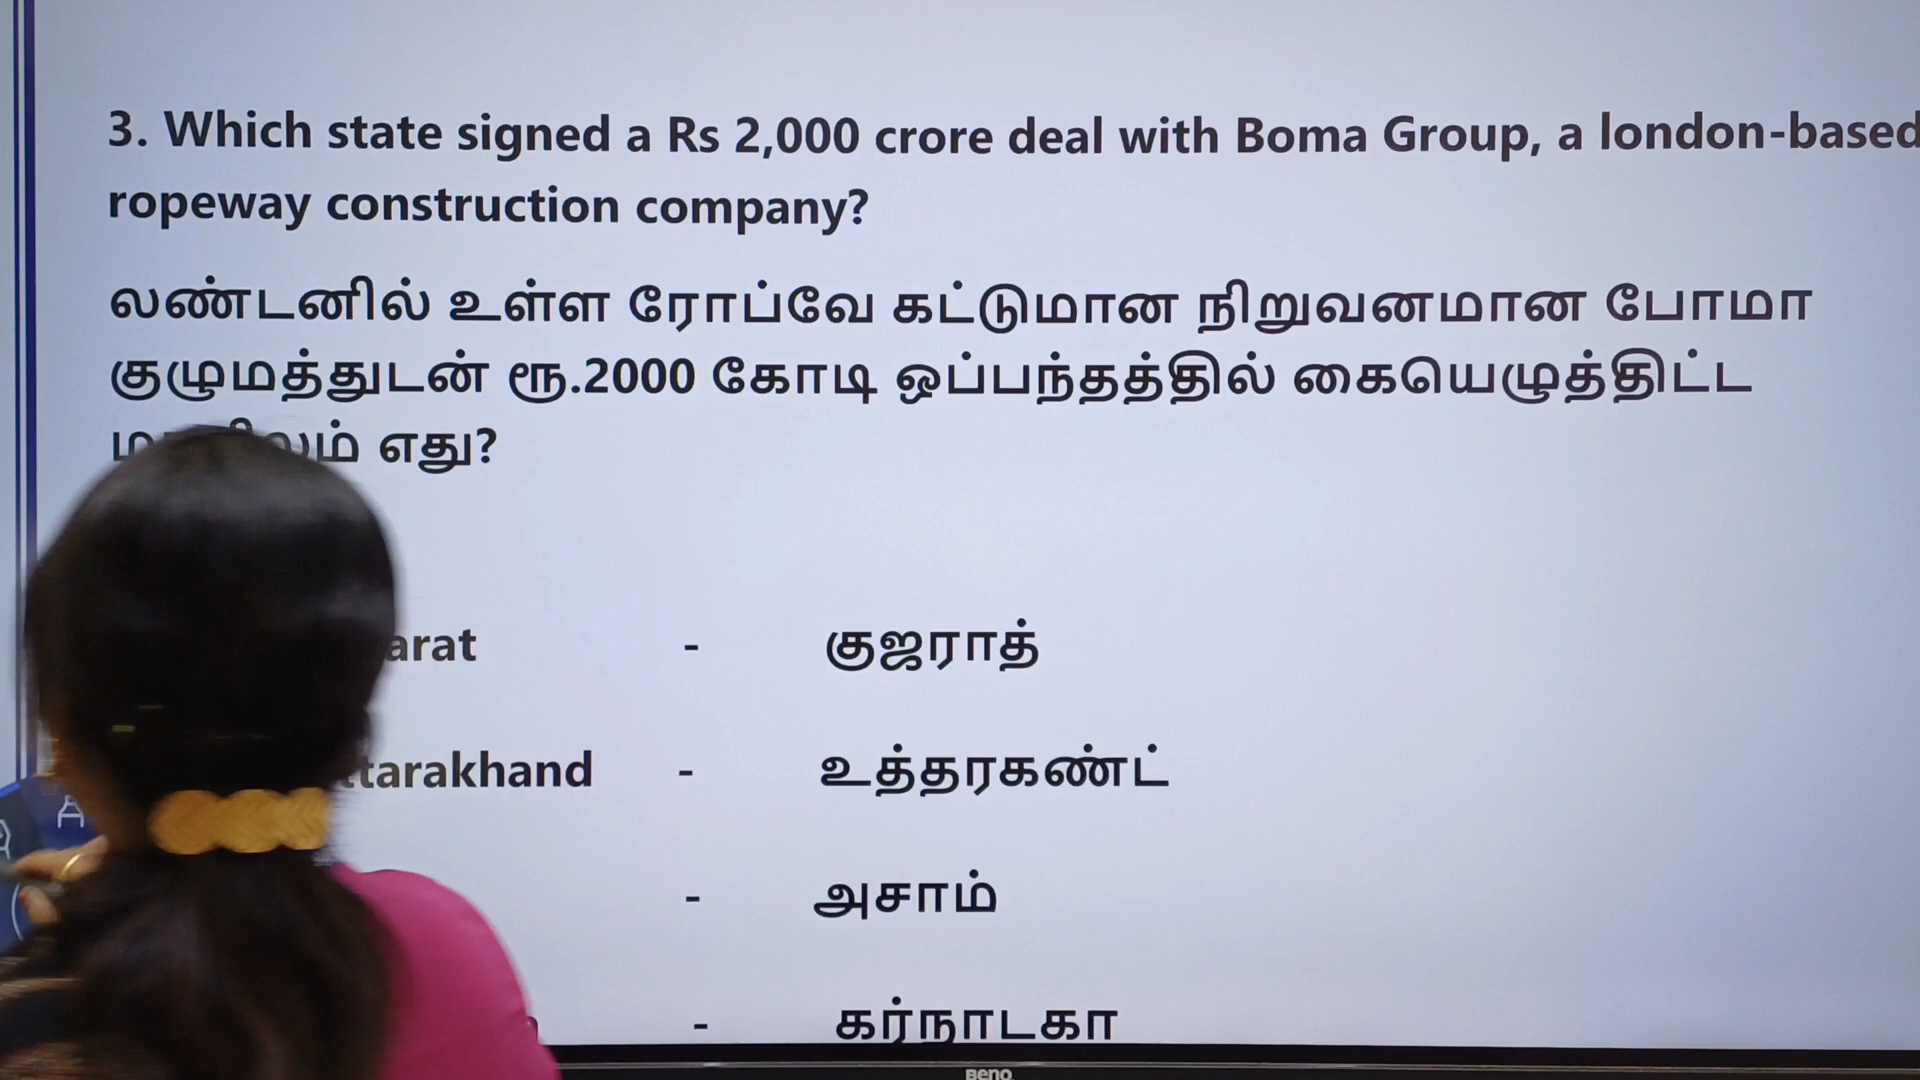 3. Which state signed a Rs 2,000 crore deal with Boma Group, a london-based
ropeway construction company?
லண்டனில் உள்ள ரோப்வே கட்டுமான நிறுவனமான போமா
குழுமத்துடன் ரூ.2000 கோடி ஒப்பந்தத்தில் கையெழுத்திட்ட
எது?
arat - குஜராத்
ttarakhand - உத்தரகண்ட்
- அசாம்
- கர்நாடகா
BenQ